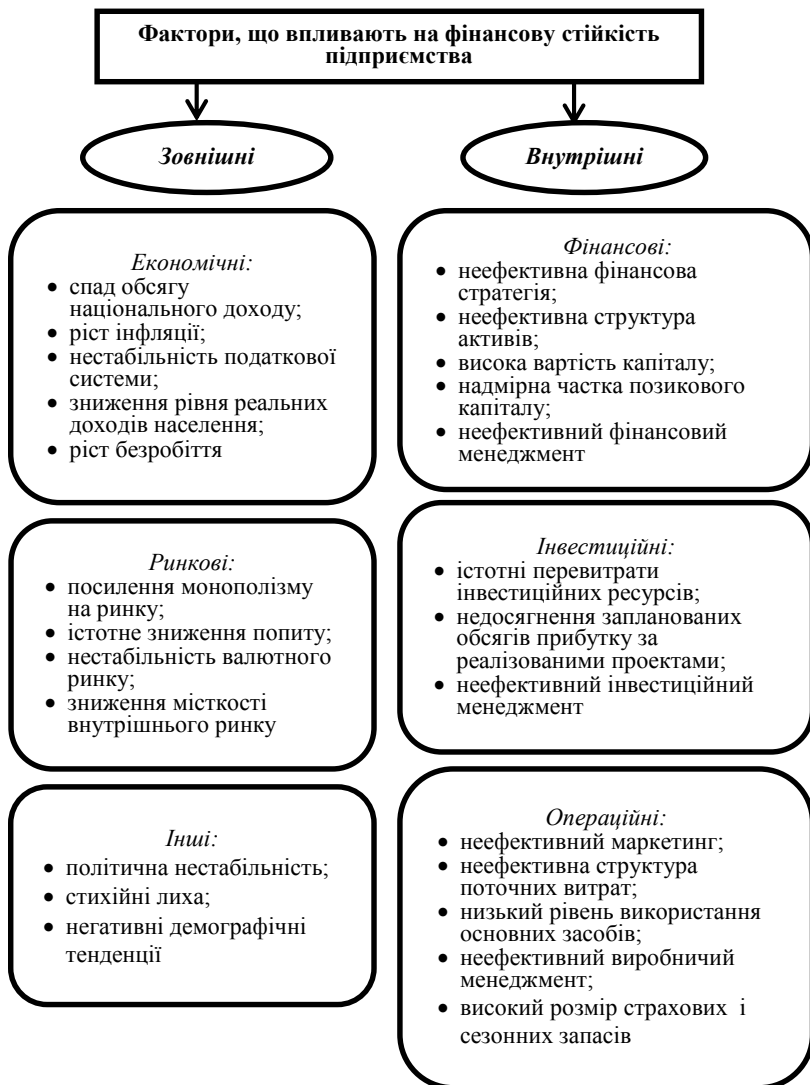 Фактори, що впливають на фінансову стійкість
підприємства
Зовнішні
Економічні:
• спад обсягу
національного доходу;
• ріст інфляції;
• нестабільність податкової
системи;
• зниження рівня реальних
доходів населення;
• ріст безробіття
Ринкові:
• посилення монополізму
на ринку;
• істотне зниження попиту;
• нестабільність валютного
ринку;
• зниження місткості
внутрішнього ринку
Інші:
• політична нестабільність;
• стихійні лиха;
• негативні демографічні
тенденції
Внутрішні
Фінансові:
• неефективна фінансова
стратегія;
• неефективна структура
активів;
• висока вартість капіталу;
• надмірна частка позикового
капіталу;
• неефективний фінансовий
менеджмент
Інвестиційні:
• істотні перевитрати
інвестиційних ресурсів;
• недосягнення запланованих
обсягів прибутку за
реалізованими проектами;
• неефективний інвестиційний
менеджмент
Операційні:
• неефективний маркетинг;
• неефективна структура
поточних витрат;
• низький рівень використання
основних засобів;
• неефективний виробничий
менеджмент;
• високий розмір страхових і
сезонних запасів